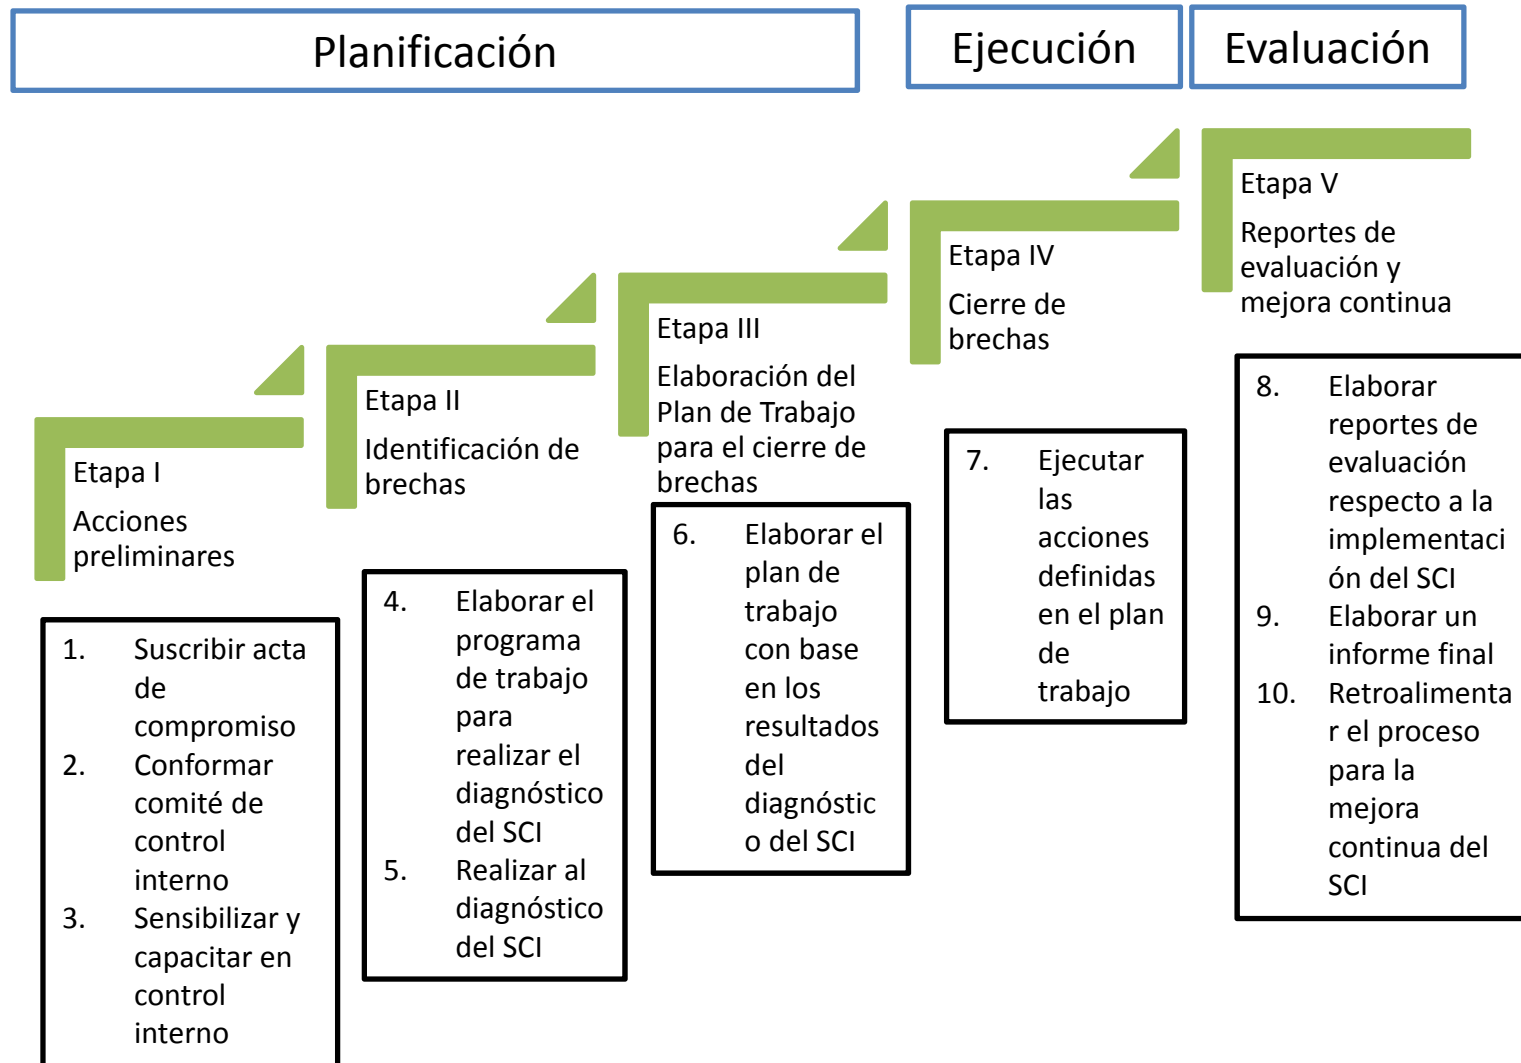 Planificación
Ejecución
Evaluación
Etapa I
Acciones
preliminares
1. Suscribir acta
de
compromiso
2. Conformar
comité de
control
interno
3. Sensibilizar y
capacitar en
control
interno
Etapa II
Identificación de
brechas
4. Elaborar el
programa
de trabajo
para
realizar el
diagnóstico
del SCI
5. Realizar al
diagnóstico
del SCI
Etapa III
Elaboración del
Plan de Trabajo
para el cierre de
brechas
6. Elaborar el
plan de
trabajo
con base
en los
resultados
del
diagnóstic
o del SCI
Etapa IV
Cierre de
brechas
7. Ejecutar
las
acciones
definidas
en el plan
de
trabajo
Etapa V
Reportes de
evaluación y
mejora continua
8. Elaborar
reportes de
evaluación
respecto a la
implementaci
ón del SCI
9. Elaborar un
informe final
10. Retroalimenta
r el proceso
para la
mejora
continua del
SCI